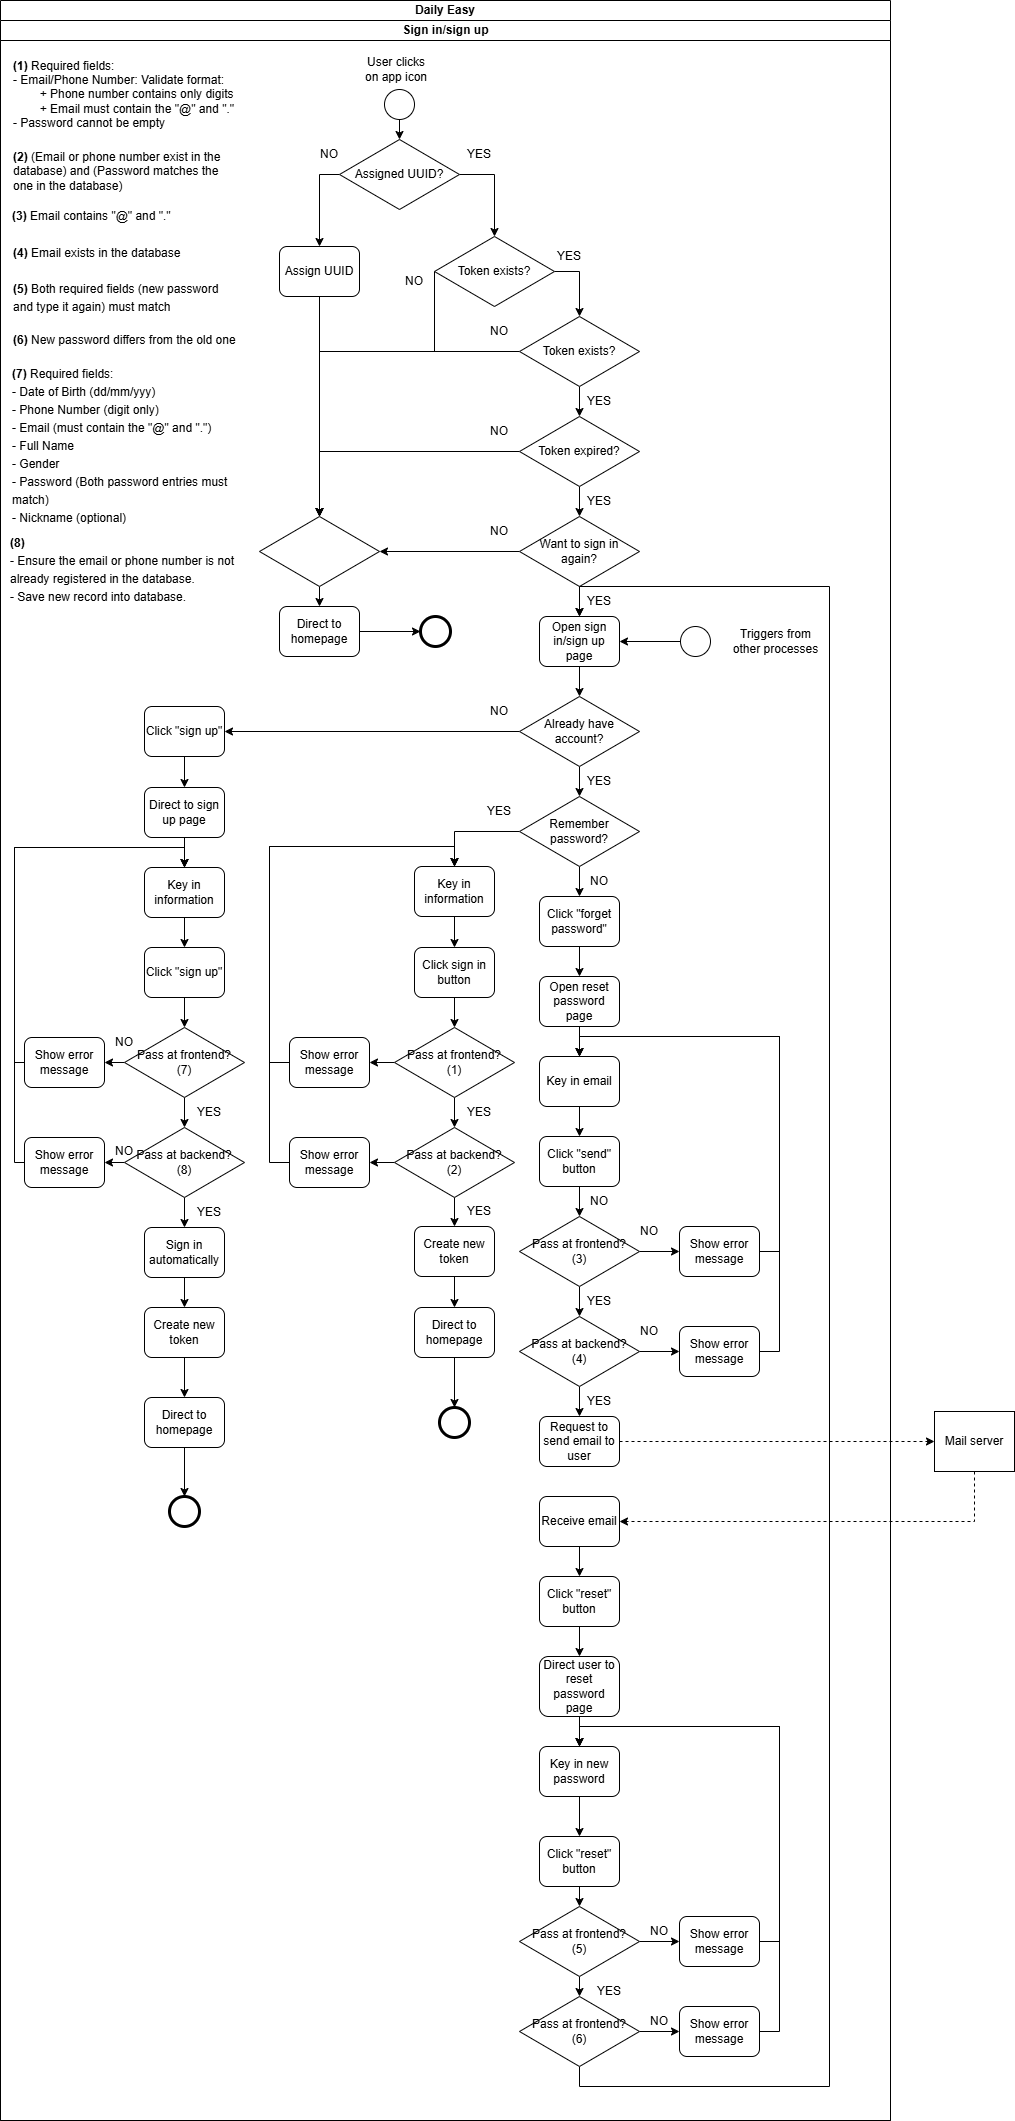 Daily Easy
Sign in/sign up
(1) Required fields:
- Email/Phone Number: Validate format:
+ Phone number contains only digits
+ Email must contain the "@" and "."
- Password cannot be empty
(2) (Email or phone number exist in the
database) and (Password matches the
one in the database)
(3) Email contains "@" and "."
(4) Email exists in the database
(5) Both required fields (new password
and type it again) must match
(6) New password differs from the old one
(7) Required fields:
- Date of Birth (dd/mm/yyy)
- Phone Number (digit only)
- Email (must contain the "@" and ".")
- Full Name
- Gender
- Password (Both password entries must
match)
- Nickname (optional)
(8)
- Ensure the email or phone number is not
already registered in the database.
- Save new record into database.
User clicks
on app icon
NO
YES
Assigned UUID?
Assign UUID
Token exists?
YES
NO
NO
Token exists?
YES
NO
Token expired?
YES
NO
Want to sign in
again?
YES
Direct to
homepage
Open sign
in/sign up
page
Triggers from
other processes
NO
Already have
account?
YES
Click "sign up"
Direct to sign
up page
Key in
information
Click "sign up"
NO
Pass at frontend?
(7)
Show error
message
YES
NO
Pass at backend?
(8)
Show error
message
YES
Sign in
automatically
Create new
token
Direct to
homepage
YES
Remember
password?
NO
Key in
information
Click sign in
button
Pass at frontend?
(1)
Show error
message
YES
Pass at backend?
(2)
Show error
message
YES
Create new
token
Direct to
homepage
Click "forget
password"
Open reset
password
page
Key in email
Click "send"
button
NO
Pass at frontend?
(3)
NO
Show error
message
YES
Pass at backend?
(4)
NO
Show error
message
YES
Request to
send email to
user
Mail server
Receive email
Click "reset"
button
Direct user to
reset
password
page
Key in new
password
Click "reset"
button
Pass at frontend?
(5)
NO
Show error
message
YES
Pass at frontend?
(6)
NO
Show error
message